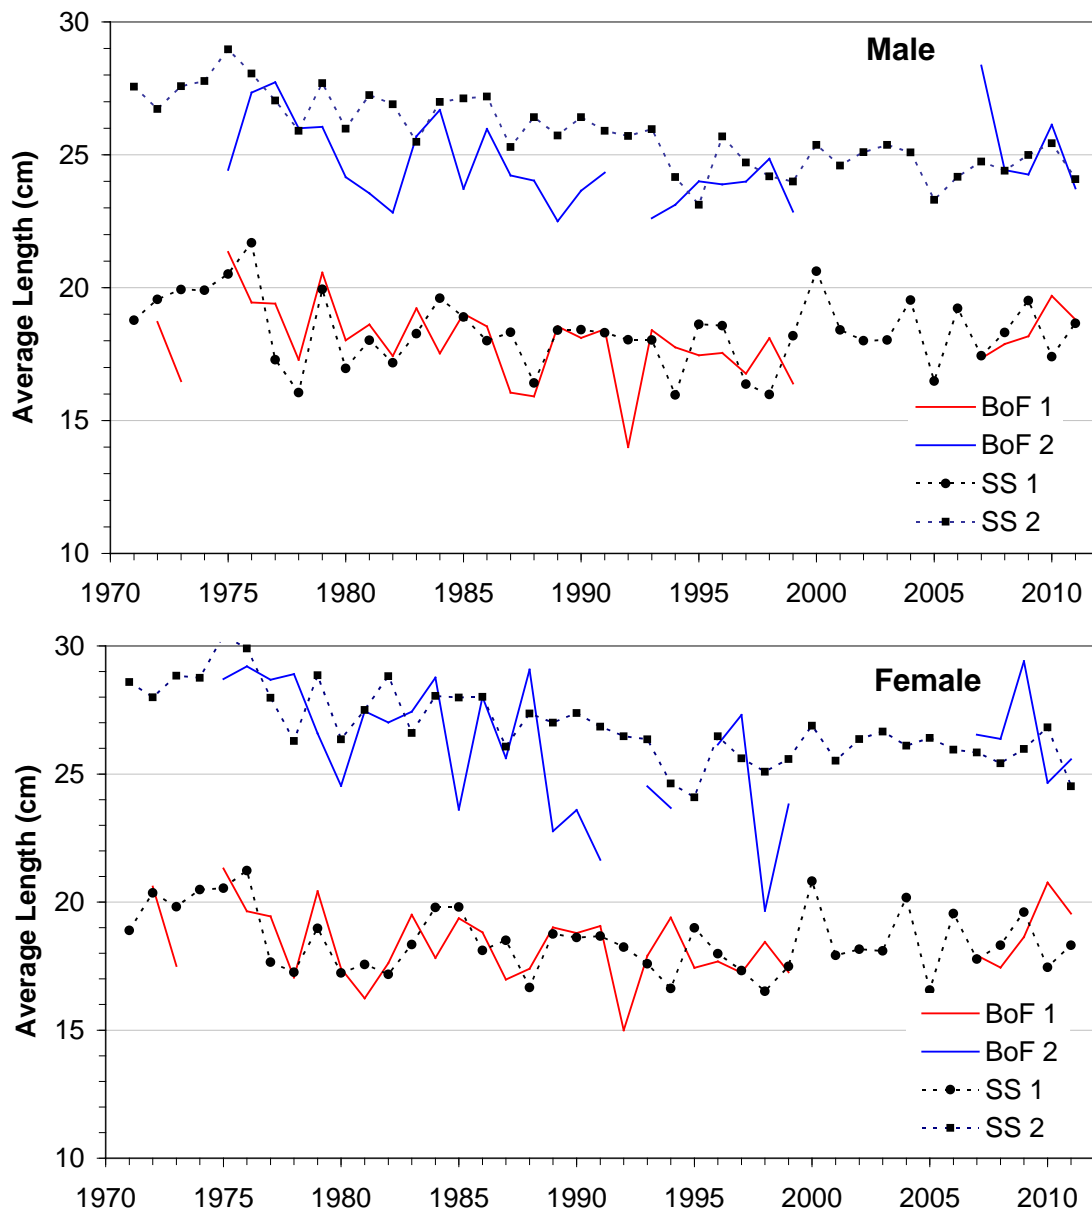 30
Male
25
Average Length (cm)
20
15
BoF 1
BoF 2
SS 1
SS 2
10
1970 1975 1980 1985 1990 1995 2000 2005 2010
30
Female
25
Average Length (cm)
20
15
BoF 1
BoF 2
SS 1
SS 2
10
1970 1975 1980 1985 1990 1995 2000 2005 2010